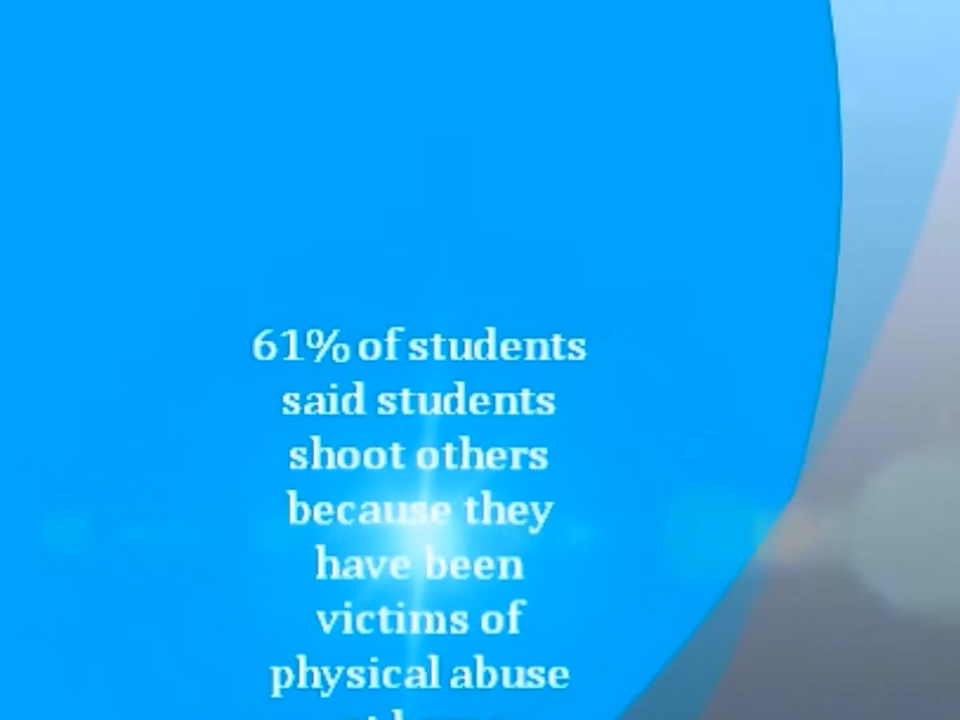 61% of students
said students
shoot others
because they
have been
victims of
physical abuse